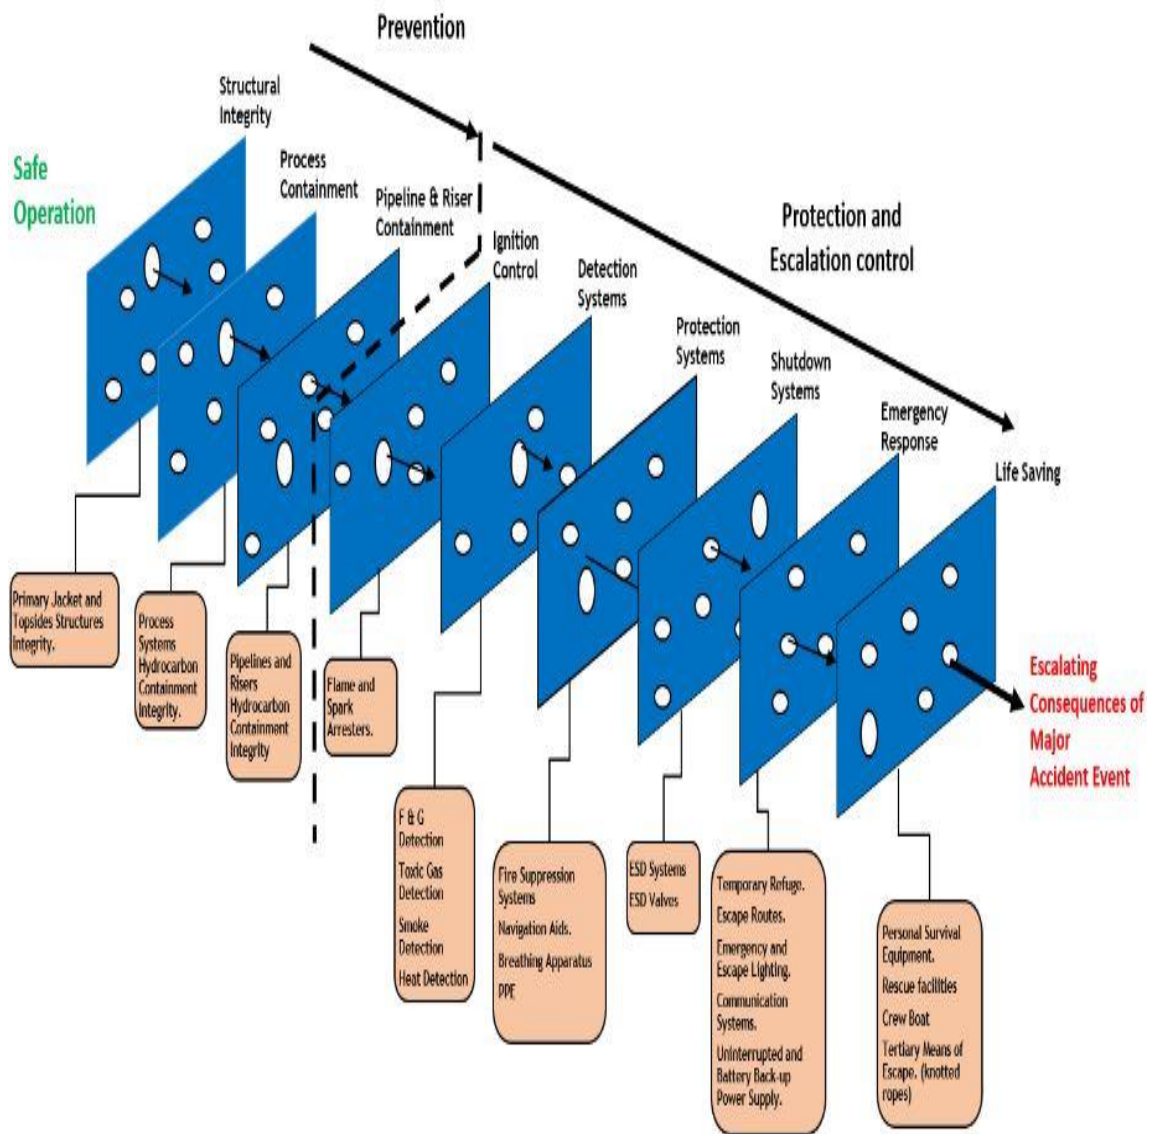 Prevention
Structural
Integrity
Safe
Operation
Process
Containment
Pipeline & Riser
Containment
Ignition
Control
Protection and
Escalation control
Detection
Systems
Protection
Systems
Shutdown
Systems
Emergency
Response
Life Saving
Primary Jacket and
Topsides Structures
Integrity.
Process
Systems
Hydrocarbon
Containment
Integrity.
Pipelines and
Risers
Hydrocarbon
Containment
Integrity
Flame and
Spark
Arresters.
F & G
Detection
Toxic Gas
Detection
Smoke
Detection
Heat Detection
Fire Suppression
Systems
Navigation Aids.
Breathing Apparatus
PPE
ESD Systems
ESD Valves
Temporary Refuge.
Escape Routes.
Emergency and
Escape Lighting.
Communication
Systems.
Uninterrupted and
Battery Back-up
Power Supply.
Personal Survival
Equipment.
Rescue facilities
Crew Boat
Tertiary Means of
Escape. (knotted
ropes)
Escalating
Consequences of
Major
Accident Event